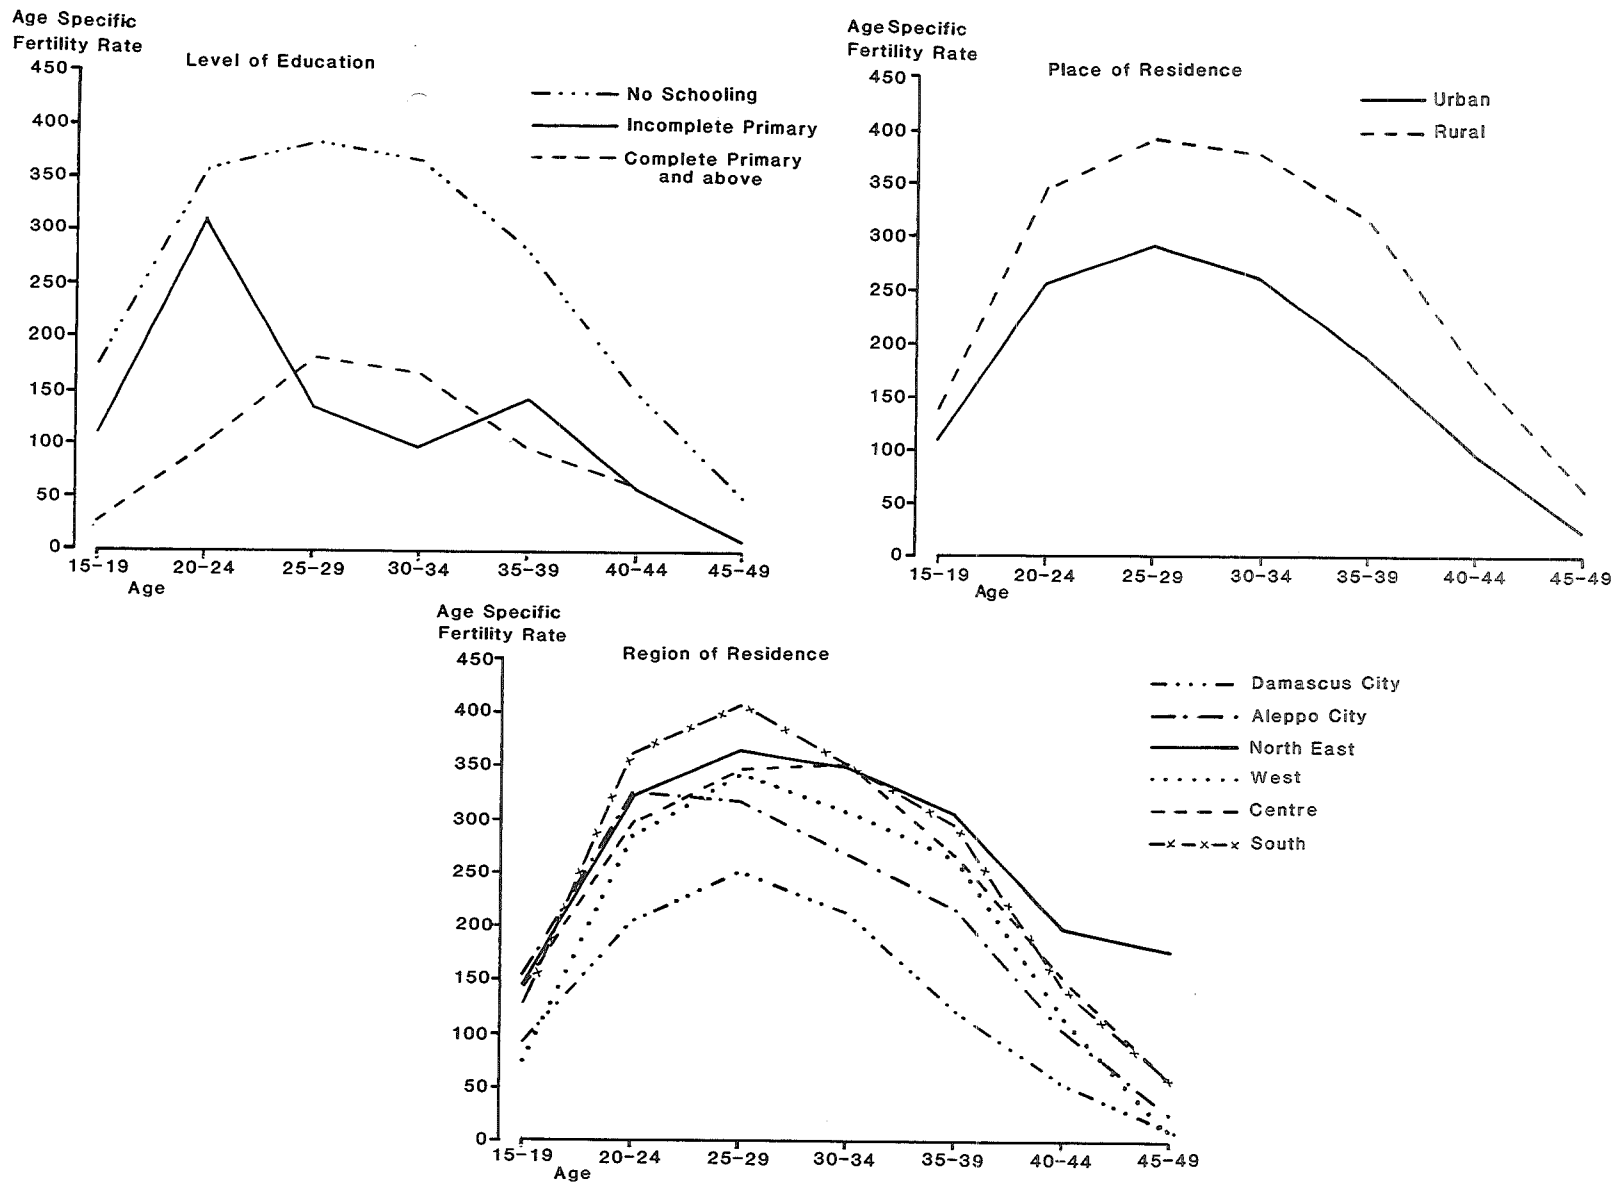 Age Specific
Fertility Rate
Level of Education
450
400
350
300
250
200
150
100
50
0
No Schooling
Incomplete Primary
Complete Primary
and above
15-19 20-24 25-29 30-34 35-39 40-44 45-49
Age
Age Specific
Fertility Rate
Place of Residence
450
400
350
300
250
200
150
100
50
0
Urban
Rural
15-19 20-24 25-29 30-34 35-39 40-44 45-49
Age
Age Specific
Fertility Rate
Region of Residence
450
400
350
300
250
200
150
100
50
0
Damascus City
Aleppo City
North East
West
Centre
South
15-19 20-24 25-29 30-34 35-39 40-44 45-49
Age